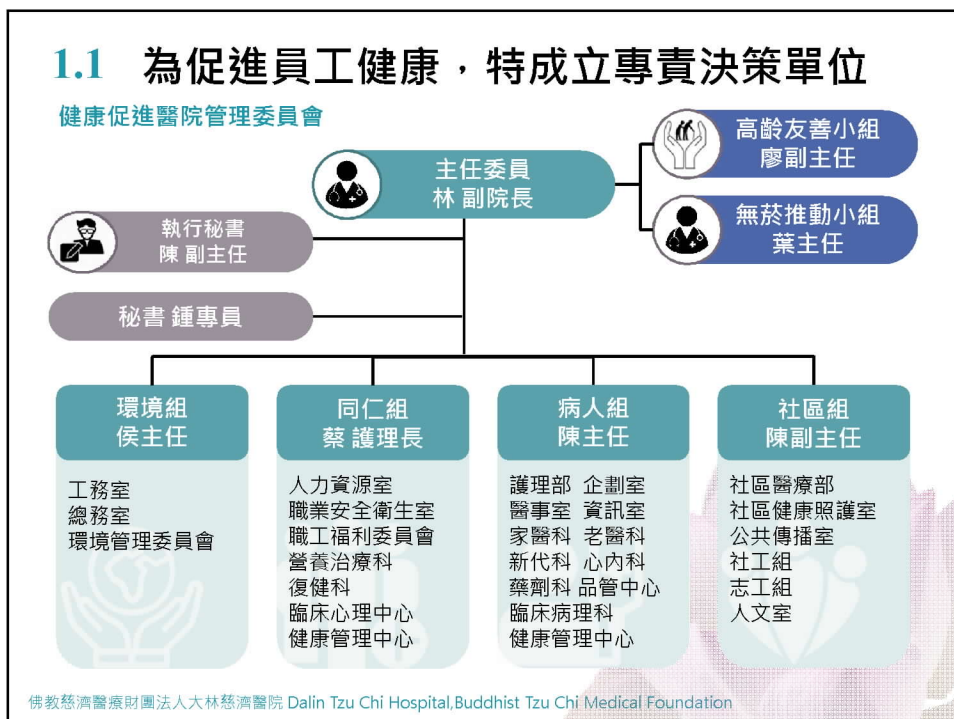 1.1 為促進員工健康，特成立專責決策單位
健康促進醫院管理委員會
主任委員
林 副院長
高齡友善小組
廖副主任
無菸推動小組
葉主任
執行秘書
陳 副主任
秘書 鍾專員
環境組
侯主任
工務室
總務室
環境管理委員會
同仁組
蔡 護理長
人力資源室
職業安全衛生室
職工福利委員會
營養治療科
復健科
臨床心理中心
健康管理中心
病人組
陳主任
護理部 企劃室
醫事室 資訊室
家醫科 老醫科
新代科 心內科
藥劑科 品管中心
臨床病理科
健康管理中心
社區組
陳副主任
社區醫療部
社區健康照護室
公共傳播室
社工組
志工組
人文室
佛教慈濟醫療財團法人大林慈濟醫院 Dalin Tzu Chi Hospital,Buddhist Tzu Chi Medical Foundation